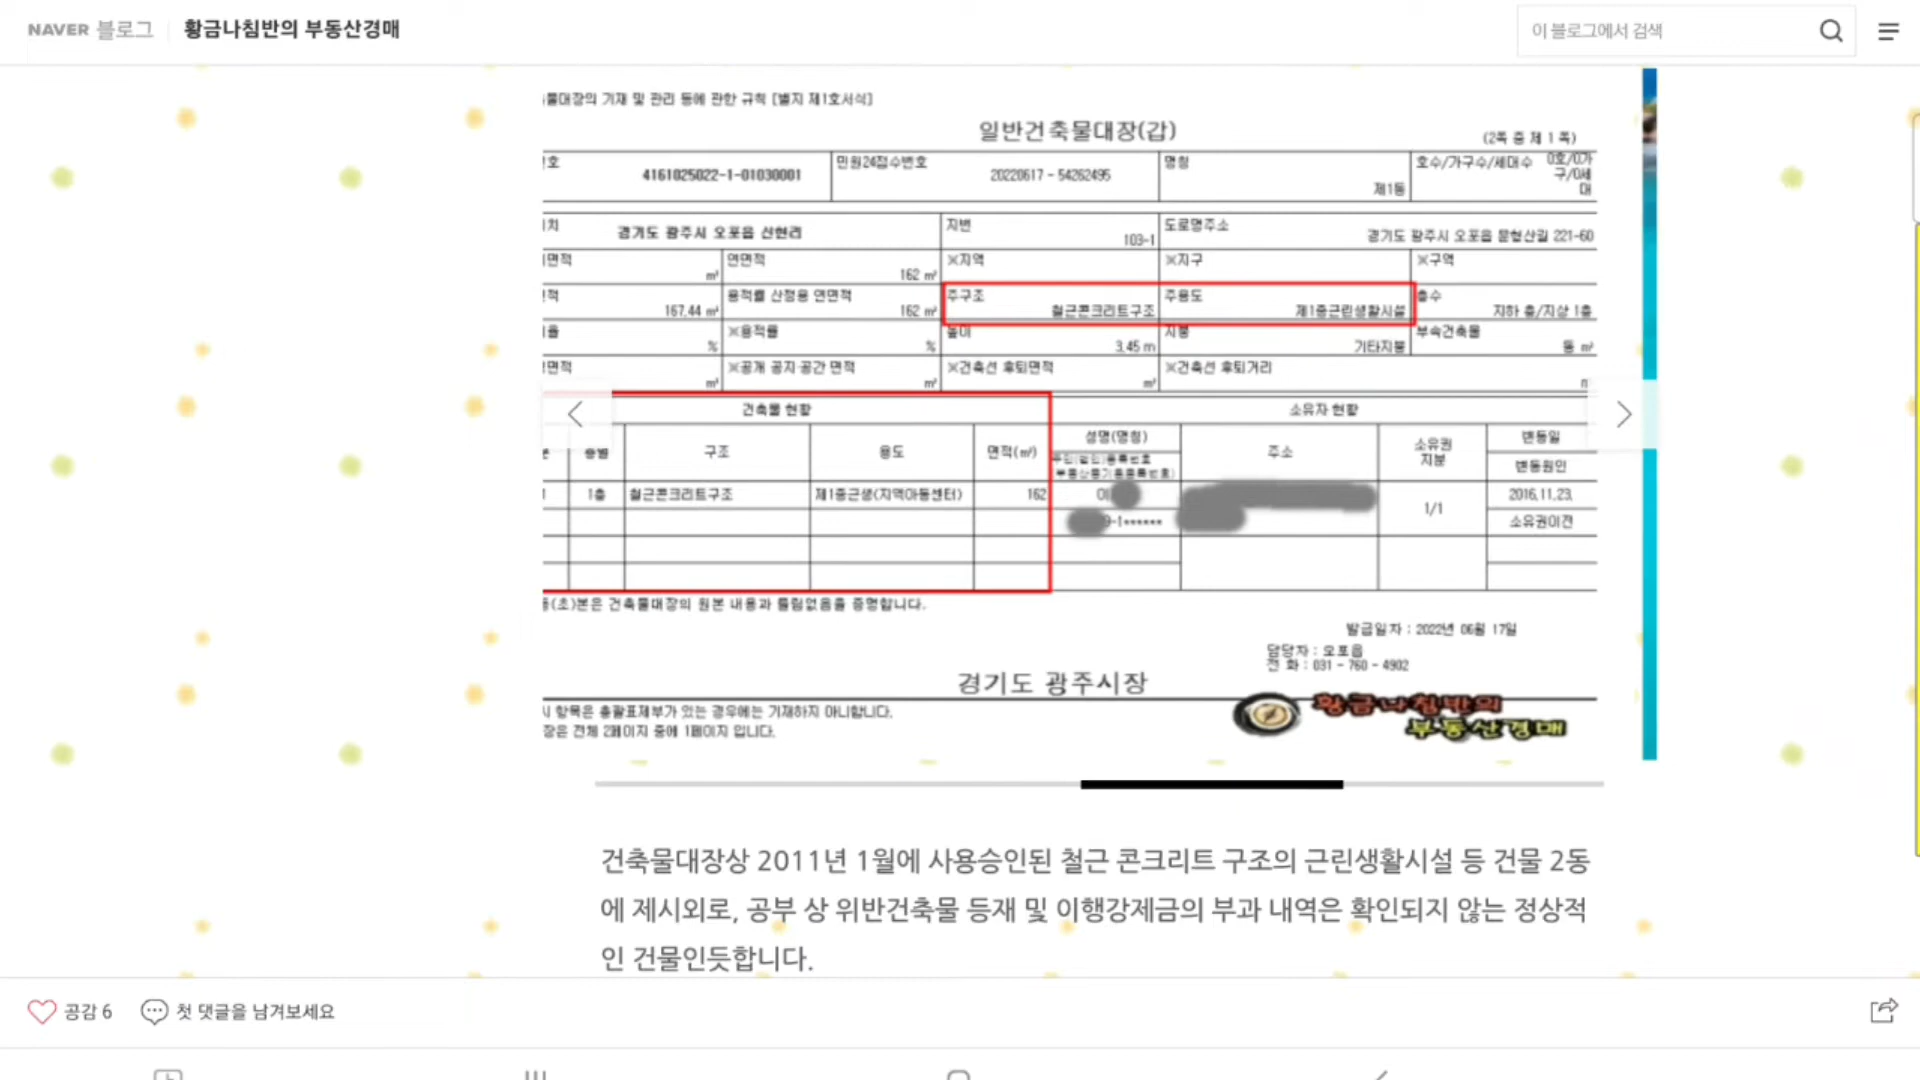 NAVER 블로그 황금나침반의 부동산경매
이 블로그에서 검색
물대장의 기재 및 관리 등에 관한 규칙 [별지 제1호서식]
일반건축물대장(갑)
(2쪽 중 제 1 쪽)
호 4161025022-1-01030001 민원24접수번호 20220617 - 54262495 명칭 제1동 호수/가구수/세대수 0호/0가구/0세대
치 경기도 광주시 오포읍 신현리 지번 103-1 도로명주소 경기도 광주시 오포읍 문형산길 221-60
면적 ㎡ 연면적 162 ㎡ ※지역 ※지구 ※구역
적 167.44 ㎡ 용적률 산정용 연면적 162 ㎡ 주구조 철근콘크리트구조 주용도 제1종근린생활시설 층수 지하 층/지상 1층
율 % ※용적률 % 높이 3.45 m 지붕 기타지붕 부속건축물 동 ㎡
면적 ㎡ ※공개 공지·공간 면적 ㎡ ※건축선 후퇴면적 ㎡ ※건축선 후퇴거리
건축물 현황 소유자 현황
층별 구조 용도 면적(㎡) 성명(명칭) 주소 소유권 지분 변동일
변동원인
1층 철근콘크리트구조 제1종근생(지역아동센터) 162 1/1 2016.11.23.
-1****** 소유권이전
(초)본은 건축물대장의 원본 내용과 틀림없음을 증명합니다.
발급일자 : 2022년 06월 17일
담당자 : 오포읍
전 화 : 031 - 760 - 4902
경기도 광주시장
시 항목은 총괄표제부가 있는 경우에는 기재하지 아니합니다.
장은 전체 2페이지 중에 1페이지 입니다.
황금나침반의
부동산경매
건축물대장상 2011년 1월에 사용승인된 철근 콘크리트 구조의 근린생활시설 등 건물 2동
에 제시외로, 공부 상 위반건축물 등재 및 이행강제금의 부과 내역은 확인되지 않는 정상적
인 건물인듯합니다.
공감 6 첫 댓글을 남겨보세요